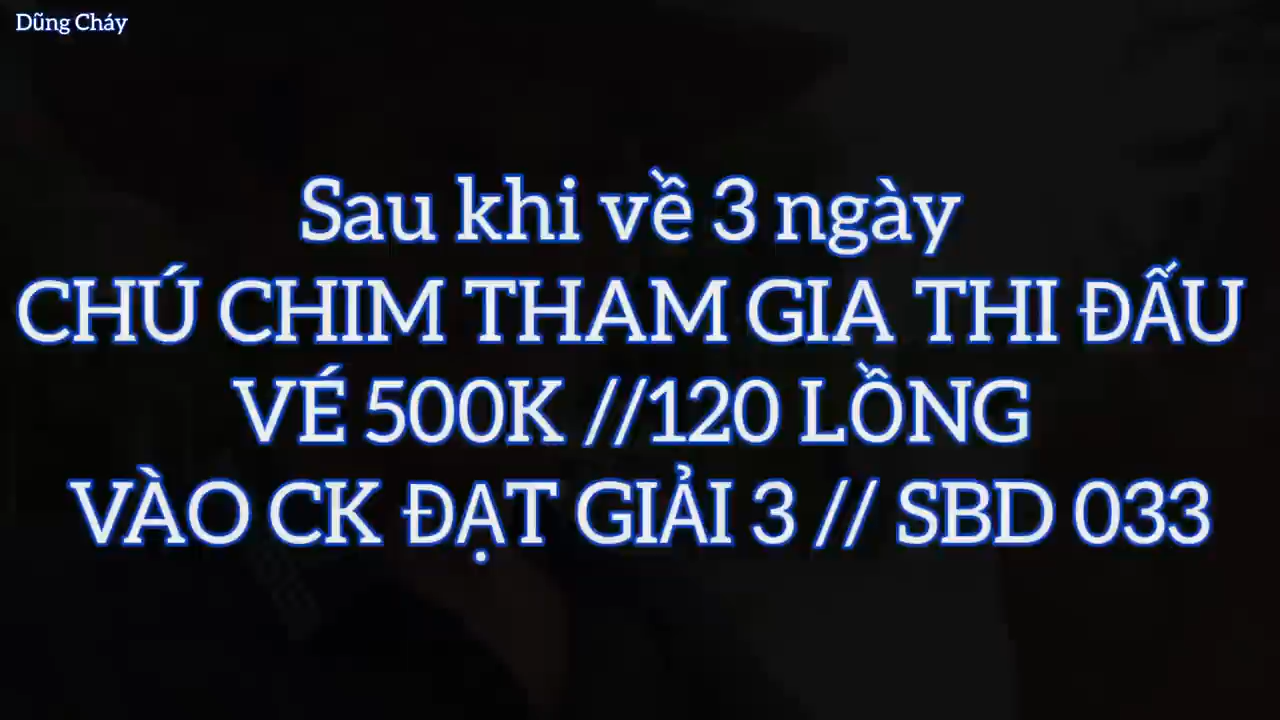 Dũng Cháy
Sau khi về 3 ngày
CHÚ CHIM THAM GIA THI ĐẤU
VÉ 500K //120 LỒNG
VÀO CK ĐẠT GIẢI 3 // SBD 033